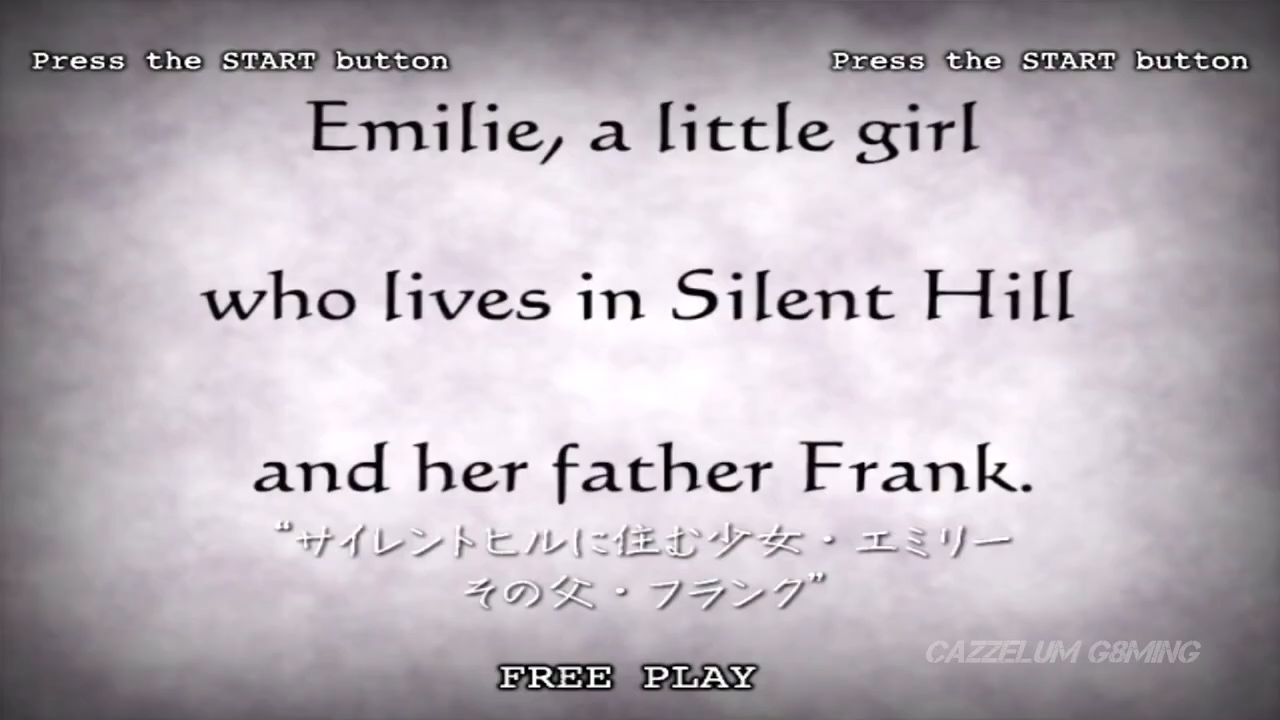 Press the START button Press the START button
Emilie, a little girl
who lives in Silent Hill
and her father Frank.
“サイレントヒルに住む少女・エミリー
その父・フランク”
CAZZELUM G8MING
FREE PLAY